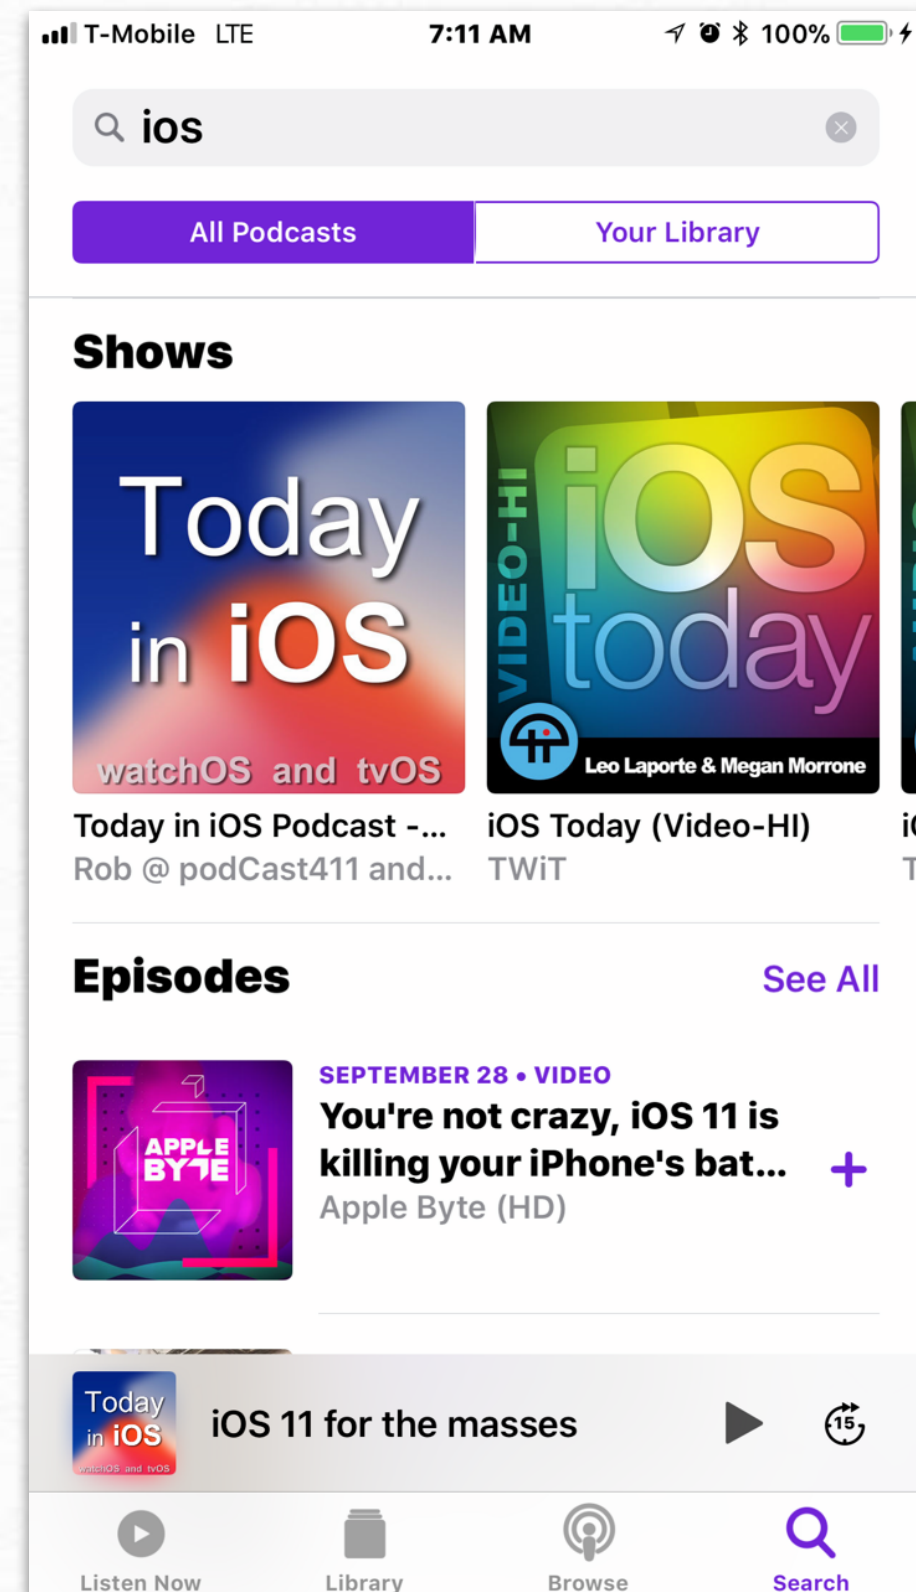 T-Mobile LTE 7:11 AM 100%
ios
All Podcasts Your Library
Shows
Today
in iOS
watchOS and tvOS
VIDEO-HI
iOS
today
Leo Laporte & Megan Morrone
Today in iOS Podcast -...
Rob @ podCast411 and...
iOS Today (Video-HI)
TWiT
Episodes See All
APPLE
BYTE
SEPTEMBER 28 • VIDEO
You're not crazy, iOS 11 is
killing your iPhone's bat...
Apple Byte (HD)
Today
in iOS
watchOS and tvOS
iOS 11 for the masses
15
Listen Now Library Browse Search